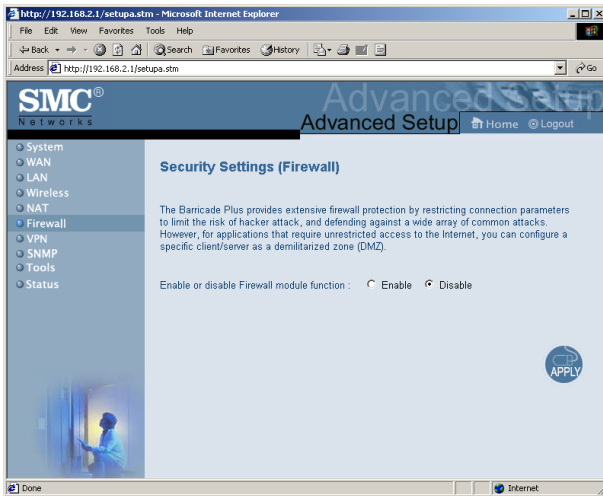 http://192.168.2.1/setupa.stm - Microsoft Internet Explorer
File Edit View Favorites Tools Help
Back Search Favorites History
Address http://192.168.2.1/setupa.stm Go
SMC®
Networks
Advanced Setup
Advanced Setup Home Logout
System
WAN
LAN
Wireless
NAT
Firewall
VPN
SNMP
Tools
Status
Security Settings (Firewall)
The Barricade Plus provides extensive firewall protection by restricting connection parameters
to limit the risk of hacker attack, and defending against a wide array of common attacks.
However, for applications that require unrestricted access to the Internet, you can configure a
specific client/server as a demilitarized zone (DMZ).
Enable or disable Firewall module function : Enable Disable
APPLY
Done Internet